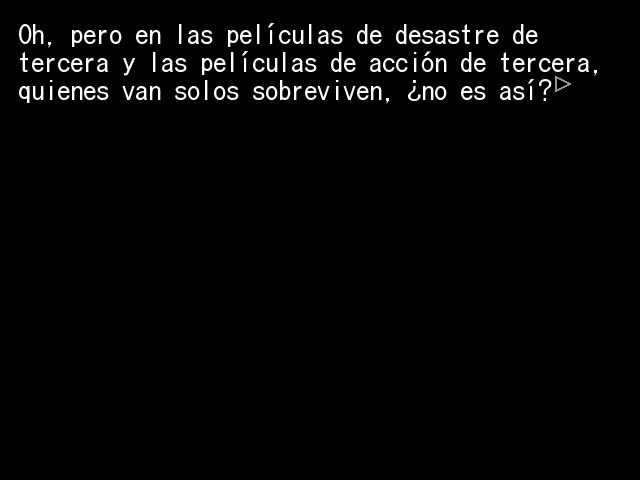 Oh, pero en las películas de desastre de
tercera y las películas de acción de tercera,
quienes van solos sobreviven, ¿no es así?